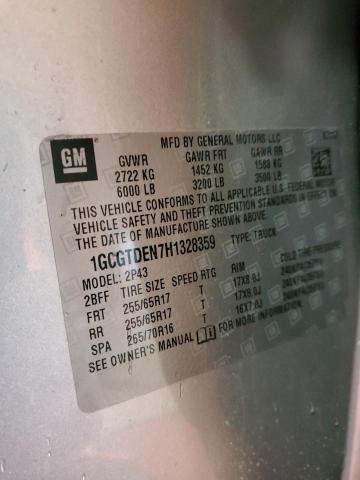 GM
MFD BY GENERAL MOTORS LLC
GVWR GAWR FRT GAWR RR
2722 KG 1452 KG 1588 KG
6000 LB 3200 LB 3500 LB
THIS VEHICLE CONFORMS TO ALL APPLICABLE U.S. FEDERAL MOTOR
VEHICLE SAFETY AND THEFT PREVENTION STANDARDS IN EFFECT ON THE
DATE OF MANUFACTURE SHOWN ABOVE.
1GCGTDEN7H1328359 TYPE: TRUCK
MODEL: 2P43
2BFF TIRE SIZE SPEED RTG RIM COLD TIRE
FRT 255/65R17 T 17X8.0J
RR 255/65R17 T 17X8.0J
SPA 265/70R16 T 16X7.0J
SEE OWNER'S MANUAL